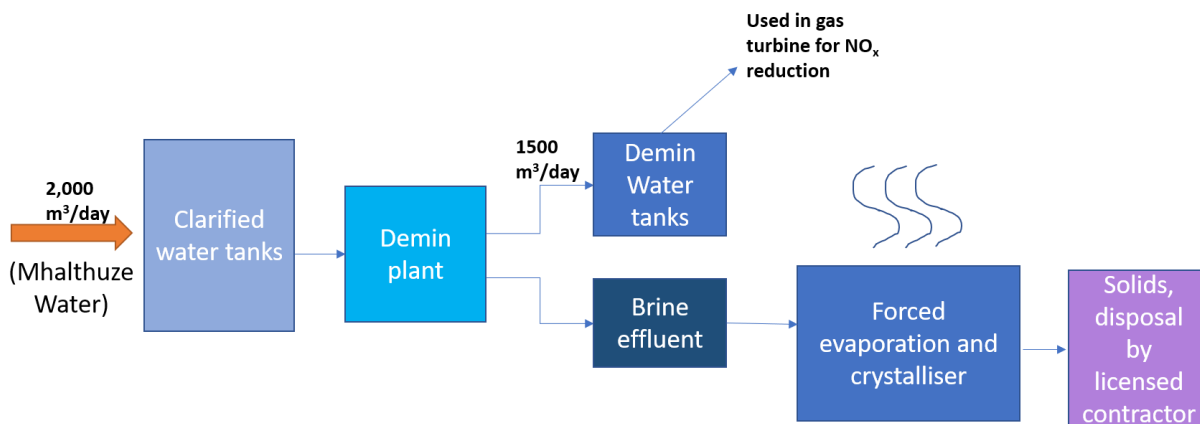 Used in gas
turbine for NOₓ
reduction
2,000
m³/day
(Mhalthuze
Water)
Clarified
water tanks
Demin
plant
1500
m³/day
Demin
Water
tanks
Brine
effluent
Forced
evaporation and
crystalliser
Solids,
disposal
by
licensed
contractor